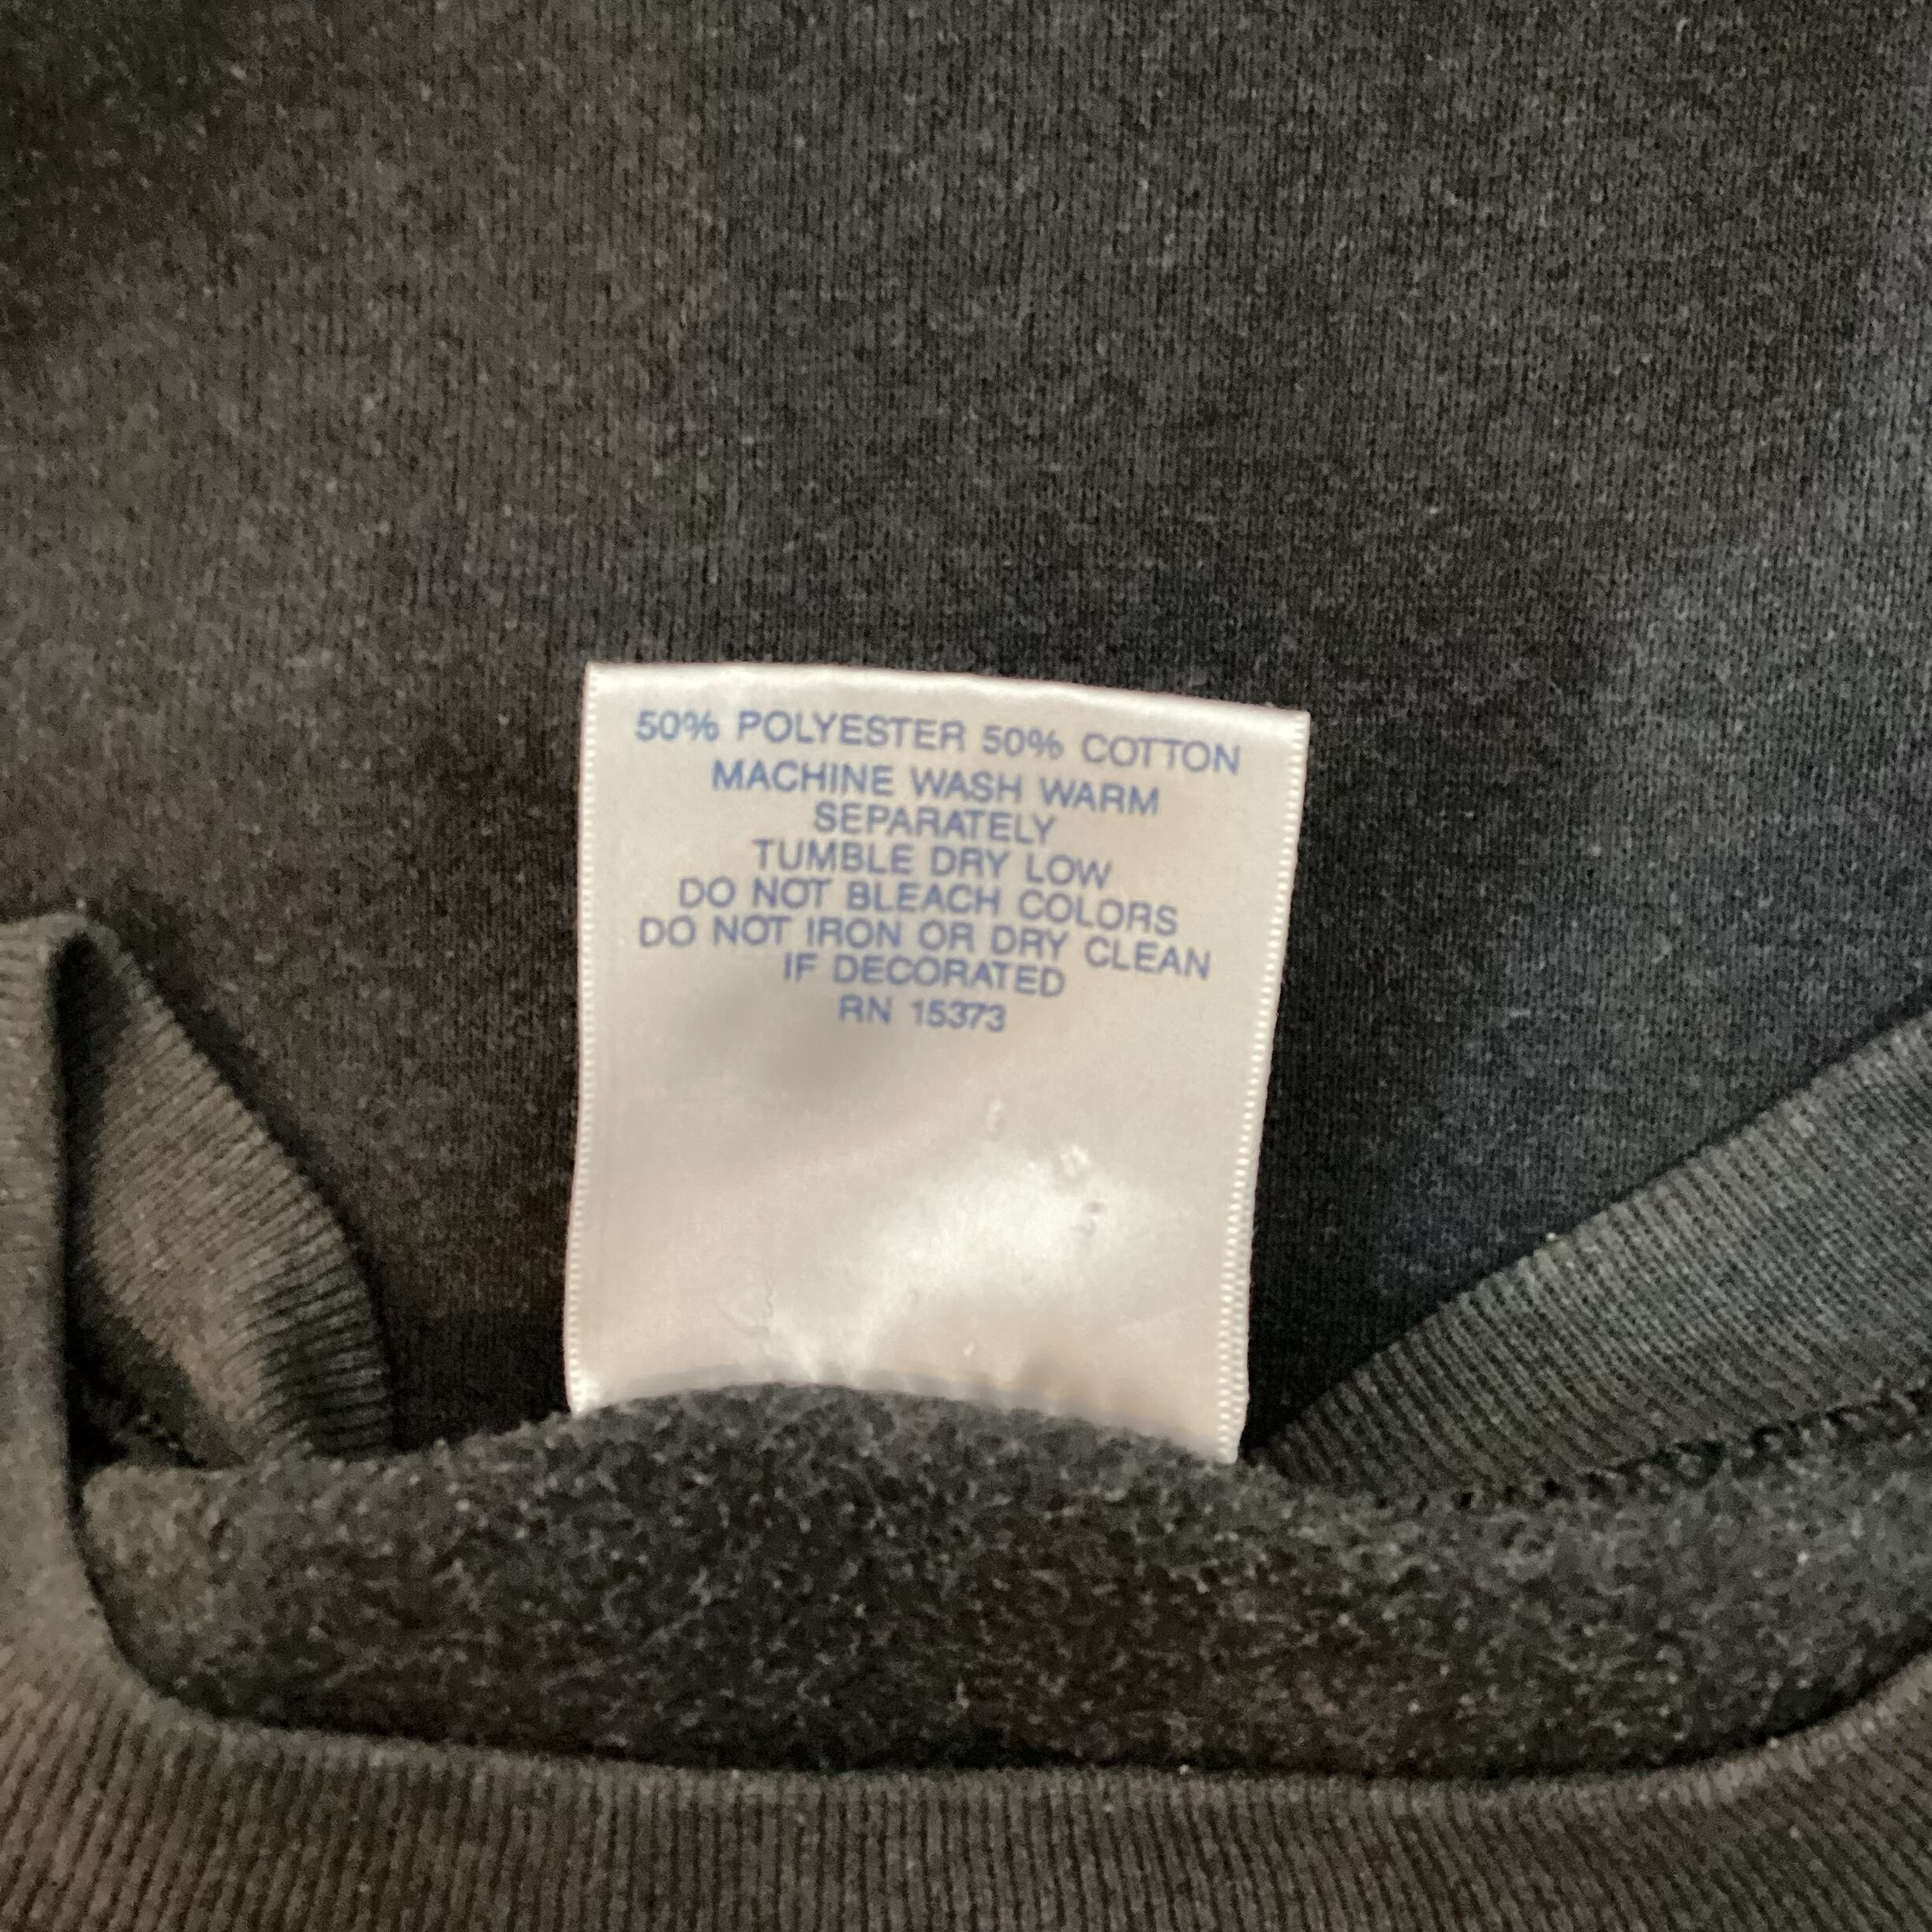 50% POLYESTER 50% COTTON
MACHINE WASH WARM
SEPARATELY
TUMBLE DRY LOW
DO NOT BLEACH COLORS
DO NOT IRON OR DRY CLEAN
IF DECORATED
RN 15373